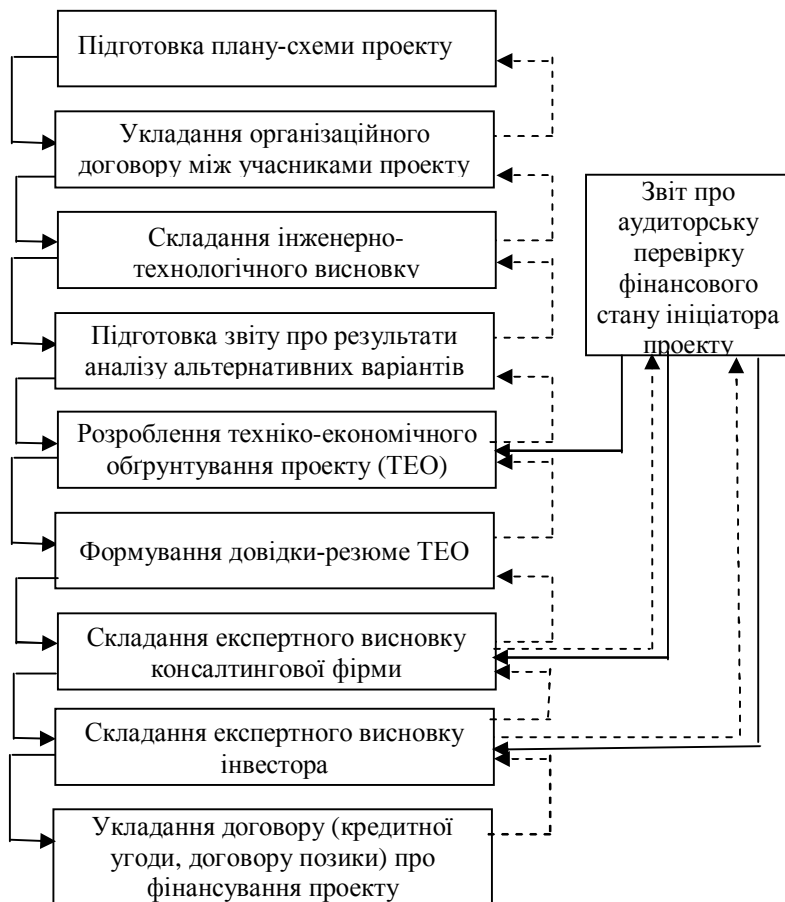 Підготовка плану-схеми проекту
Укладання організаційного
договору між учасниками проекту
Складання інженерно-
технологічного висновку
Підготовка звіту про результати
аналізу альтернативних варіантів
Розроблення техніко-економічного
обґрунтування проекту (ТЕО)
Формування довідки-резюме ТЕО
Складання експертного висновку
консалтингової фірми
Складання експертного висновку
інвестора
Укладання договору (кредитної
угоди, договору позики) про
фінансування проекту
Звіт про
аудиторську
перевірку
фінансового
стану ініціатора
проекту